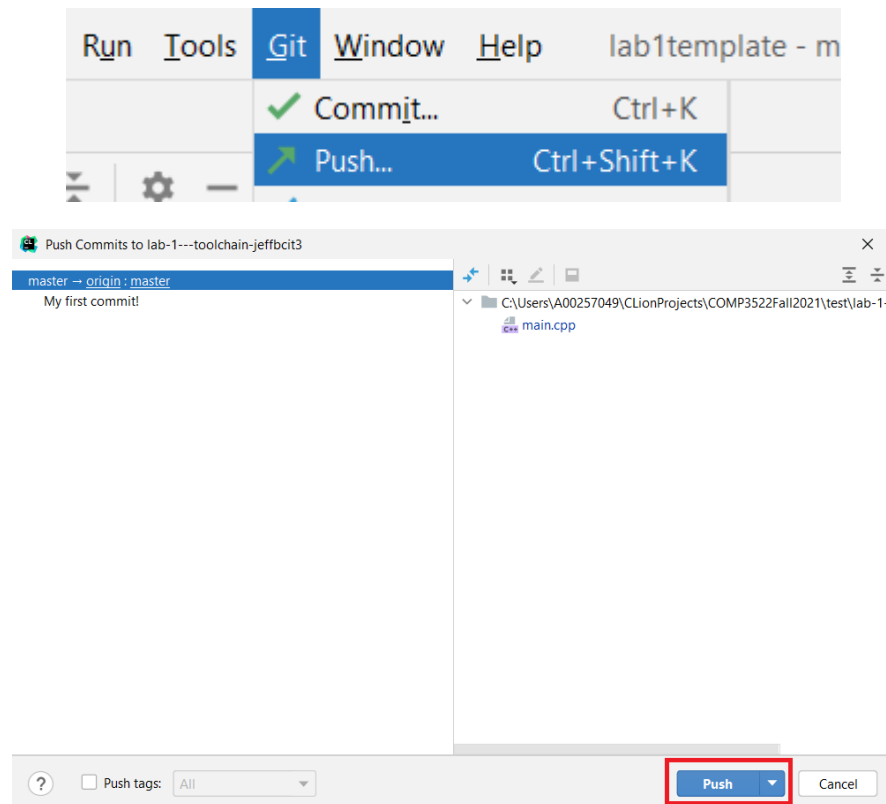 Run Tools Git Window Help lab1template - m
Commit... Ctrl+K
Push... Ctrl+Shift+K
Push Commits to lab-1---toolchain-jeffbcit3
master → origin : master
My first commit!
C:\Users\A00257049\CLionProjects\COMP3522Fall2021\test\lab-1-
C++ main.cpp
? Push tags: All Push Cancel